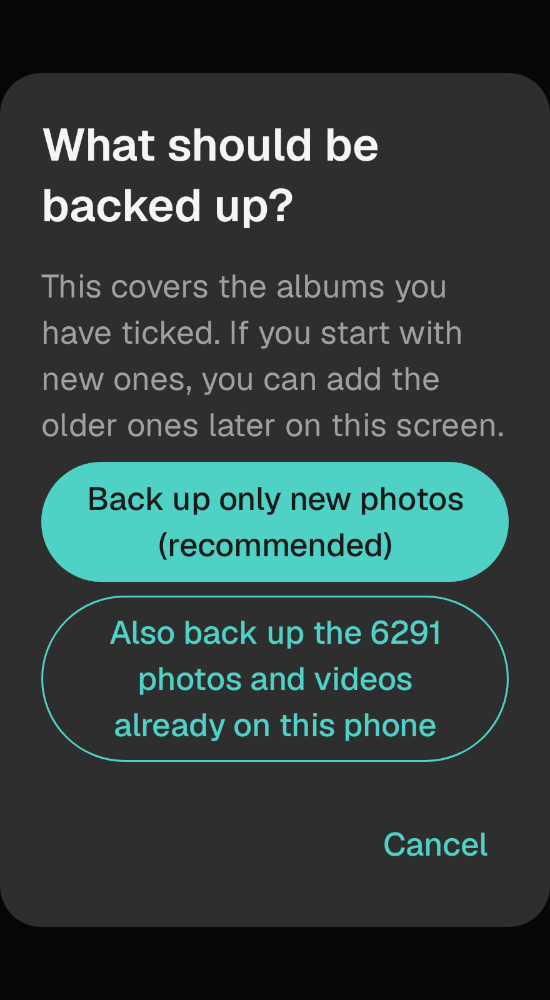 What should be
backed up?
This covers the albums you
have ticked. If you start with
new ones, you can add the
older ones later on this screen.
Back up only new photos
(recommended)
Also back up the 6291
photos and videos
already on this phone
Cancel